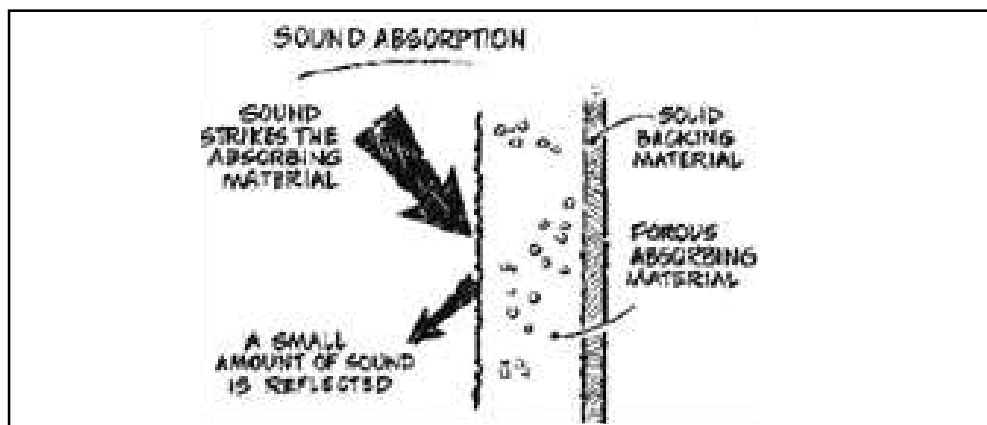 SOUND ABSORPTION
SOUND
STRIKES THE
ABSORBING
MATERIAL
A SMALL
AMOUNT OF SOUND
IS REFLECTED
SOLID
BACKING
MATERIAL
POROUS
ABSORBING
MATERIAL